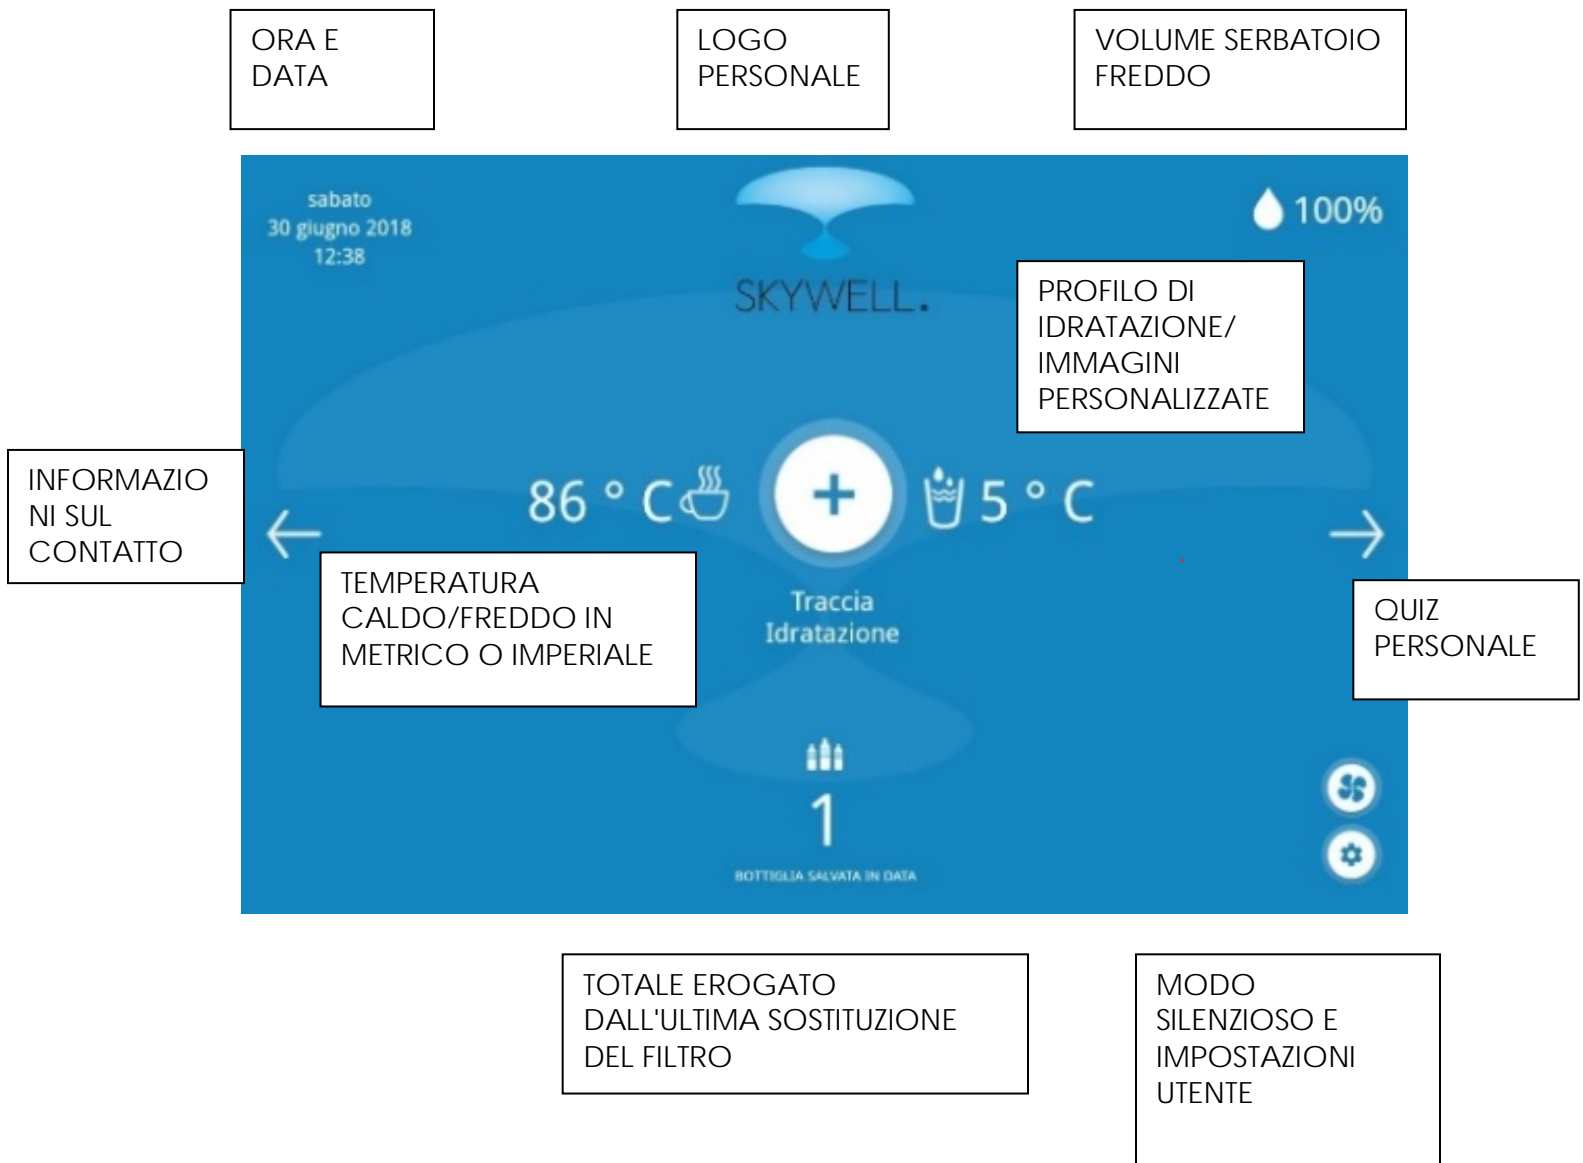 ORA E
DATA
LOGO
PERSONALE
VOLUME SERBATOIO
FREDDO
sabato
30 giugno 2018
12:38
SKYWELL.
100%
PROFILO DI
IDRATAZIONE/
IMMAGINI
PERSONALIZZATE
INFORMAZIO
NI SUL
CONTATTO
86 ° C
+
5 ° C
TEMPERATURA
CALDO/FREDDO IN
METRICO O IMPERIALE
Traccia
Idratazione
QUIZ
PERSONALE
1
BOTTIGLIA SALVATA IN DATA
TOTALE EROGATO
DALL'ULTIMA SOSTITUZIONE
DEL FILTRO
MODO
SILENZIOSO E
IMPOSTAZIONI
UTENTE